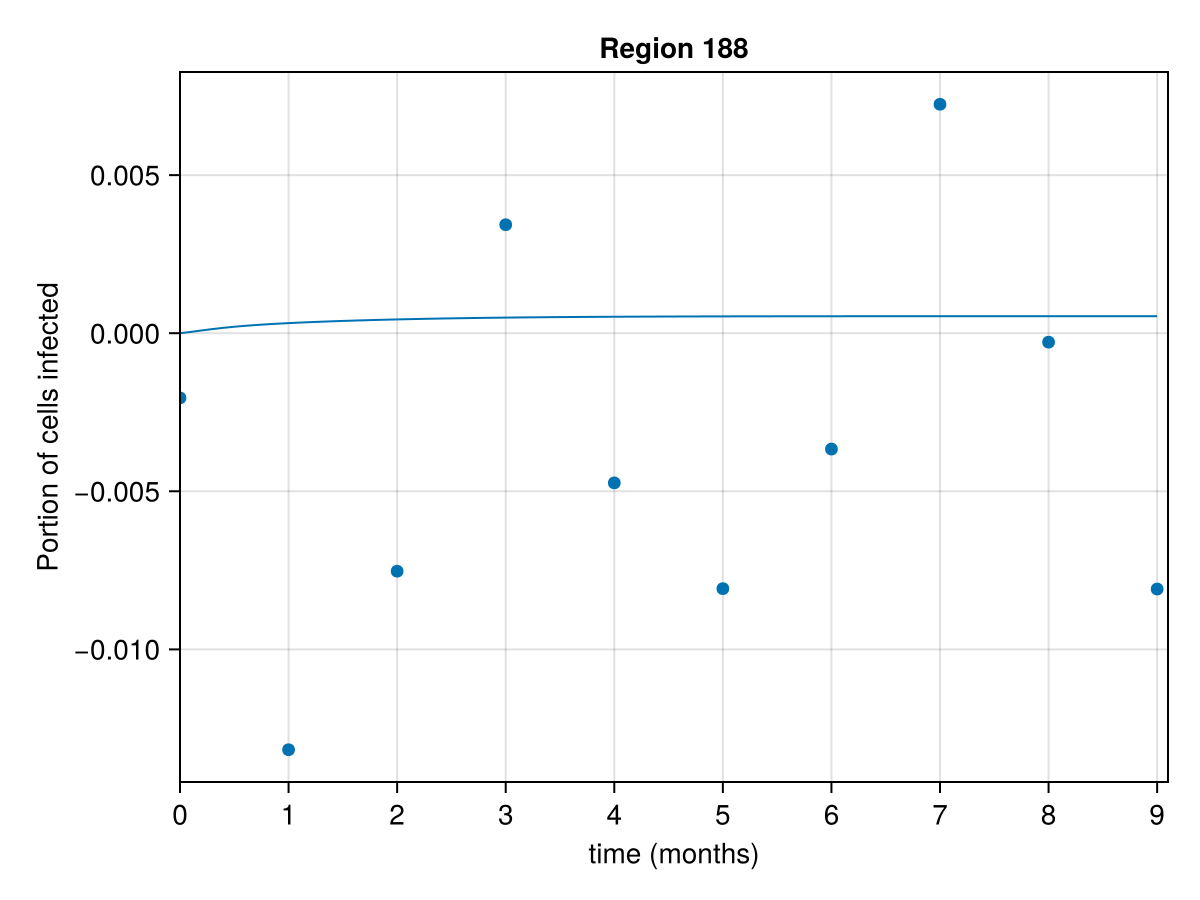 Region 188
Portion of cells infected
0.005
0.000
−0.005
−0.010
0 1 2 3 4 5 6 7 8 9
time (months)